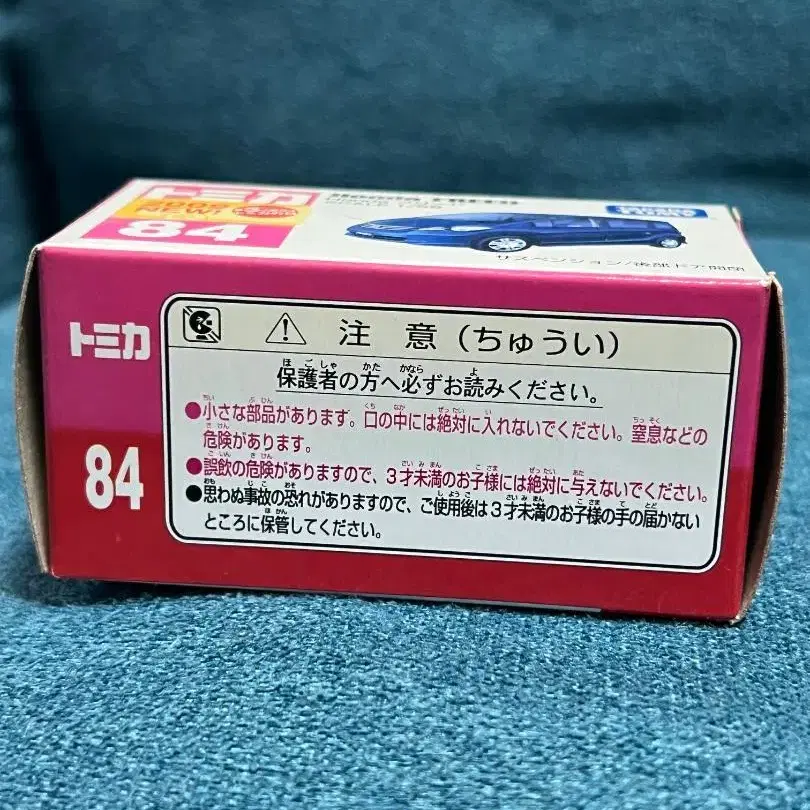 トミカ
Honda FREED
2009
NEW!
84
サスペンション/後部ドア開閉
トミカ
84
注 意(ちゅうい)
保護者の方へ必ずお読みください。
●小さな部品があります。口の中には絶対に入れないでください。窒息などの
危険があります。
●誤飲の危険がありますので、3才未満のお子様には絶対に与えないでください。
●思わぬ事故の恐れがありますので、ご使用後は3才未満のお子様の手の届かない
ところに保管してください。